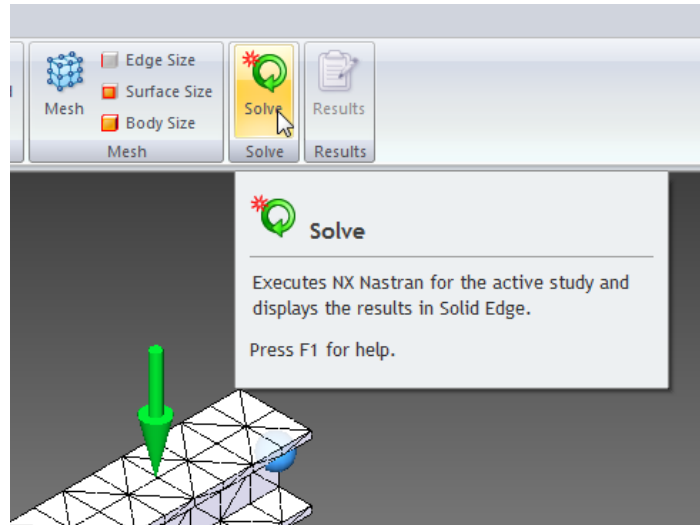 Edge Size
Surface Size
Body Size
Mesh
Mesh
Solve
Solve
Results
Results
Solve
Executes NX Nastran for the active study and
displays the results in Solid Edge.
Press F1 for help.